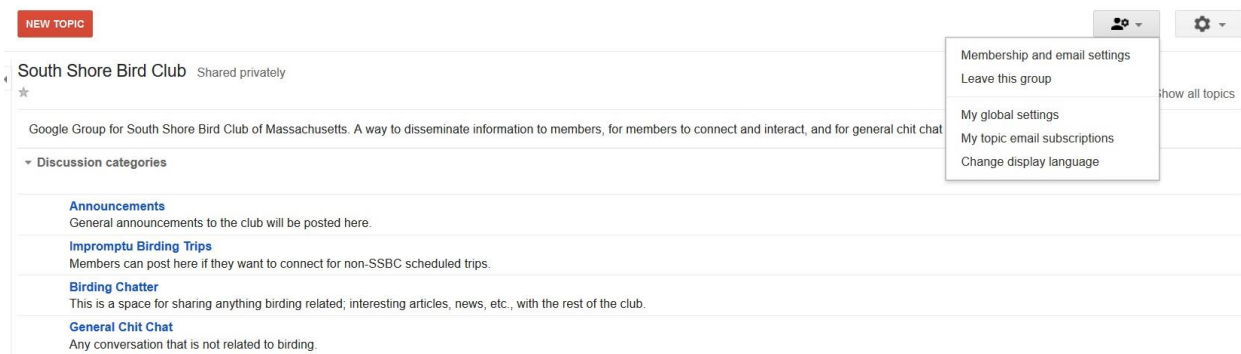 NEW TOPIC
South Shore Bird Club Shared privately
Membership and email settings
Leave this group
My global settings
My topic email subscriptions
Change display language
how all topics
Google Group for South Shore Bird Club of Massachusetts. A way to disseminate information to members, for members to connect and interact, and for general chit chat
Discussion categories
Announcements
General announcements to the club will be posted here.
Impromptu Birding Trips
Members can post here if they want to connect for non-SSBC scheduled trips.
Birding Chatter
This is a space for sharing anything birding related; interesting articles, news, etc., with the rest of the club.
General Chit Chat
Any conversation that is not related to birding.